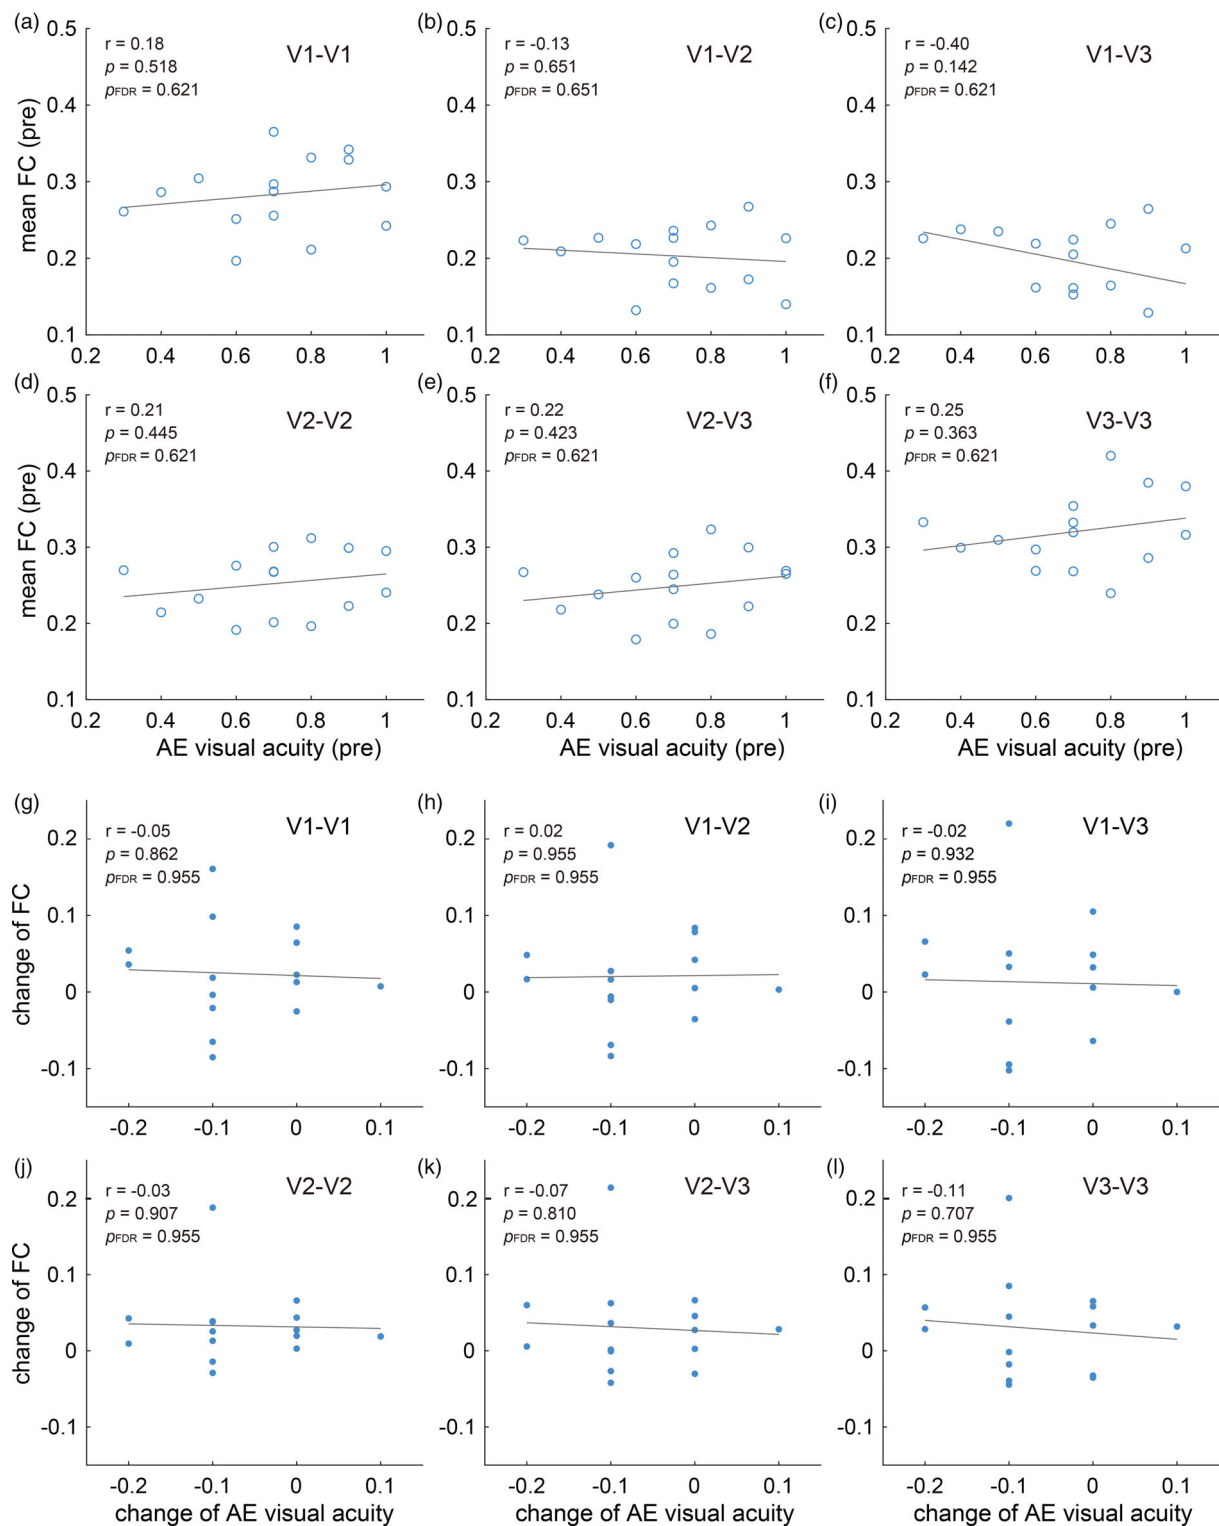 (a)
r = 0.18
p = 0.518
pFDR = 0.621
V1-V1
0.5
0.4
0.3
0.2
0.1
mean FC (pre)
0.2 0.4 0.6 0.8 1
(b)
r = -0.13
p = 0.651
pFDR = 0.651
V1-V2
0.5
0.4
0.3
0.2
0.1
0.2 0.4 0.6 0.8 1
(c)
r = -0.40
p = 0.142
pFDR = 0.621
V1-V3
0.5
0.4
0.3
0.2
0.1
0.2 0.4 0.6 0.8 1
(d)
r = 0.21
p = 0.445
pFDR = 0.621
V2-V2
0.5
0.4
0.3
0.2
0.1
mean FC (pre)
0.2 0.4 0.6 0.8 1
AE visual acuity (pre)
(e)
r = 0.22
p = 0.423
pFDR = 0.621
V2-V3
0.5
0.4
0.3
0.2
0.1
0.2 0.4 0.6 0.8 1
AE visual acuity (pre)
(f)
r = 0.25
p = 0.363
pFDR = 0.621
V3-V3
0.5
0.4
0.3
0.2
0.1
0.2 0.4 0.6 0.8 1
AE visual acuity (pre)
(g)
r = -0.05
p = 0.862
pFDR = 0.955
V1-V1
0.2
0.1
0
-0.1
change of FC
-0.2 -0.1 0 0.1
(h)
r = 0.02
p = 0.955
pFDR = 0.955
V1-V2
0.2
0.1
0
-0.1
-0.2 -0.1 0 0.1
(i)
r = -0.02
p = 0.932
pFDR = 0.955
V1-V3
0.2
0.1
0
-0.1
-0.2 -0.1 0 0.1
(j)
r = -0.03
p = 0.907
pFDR = 0.955
V2-V2
0.2
0.1
0
-0.1
change of FC
-0.2 -0.1 0 0.1
change of AE visual acuity
(k)
r = -0.07
p = 0.810
pFDR = 0.955
V2-V3
0.2
0.1
0
-0.1
-0.2 -0.1 0 0.1
change of AE visual acuity
(l)
r = -0.11
p = 0.707
pFDR = 0.955
V3-V3
0.2
0.1
0
-0.1
-0.2 -0.1 0 0.1
change of AE visual acuity